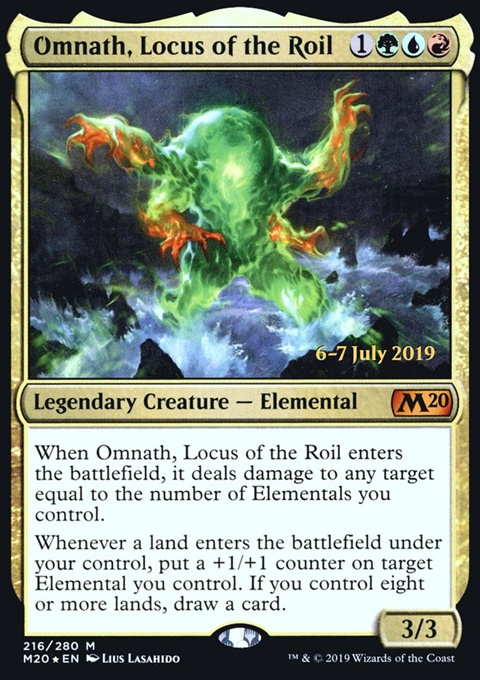 Omnath, Locus of the Roil 1
6-7 July 2019
Legendary Creature — Elemental M20
When Omnath, Locus of the Roil enters
the battlefield, it deals damage to any target
equal to the number of Elementals you
control.
Whenever a land enters the battlefield under
your control, put a +1/+1 counter on target
Elemental you control. If you control eight
or more lands, draw a card.
3/3
216/280 M
M20 ★ EN Lius Lasahido
™ & © 2019 Wizards of the Coast